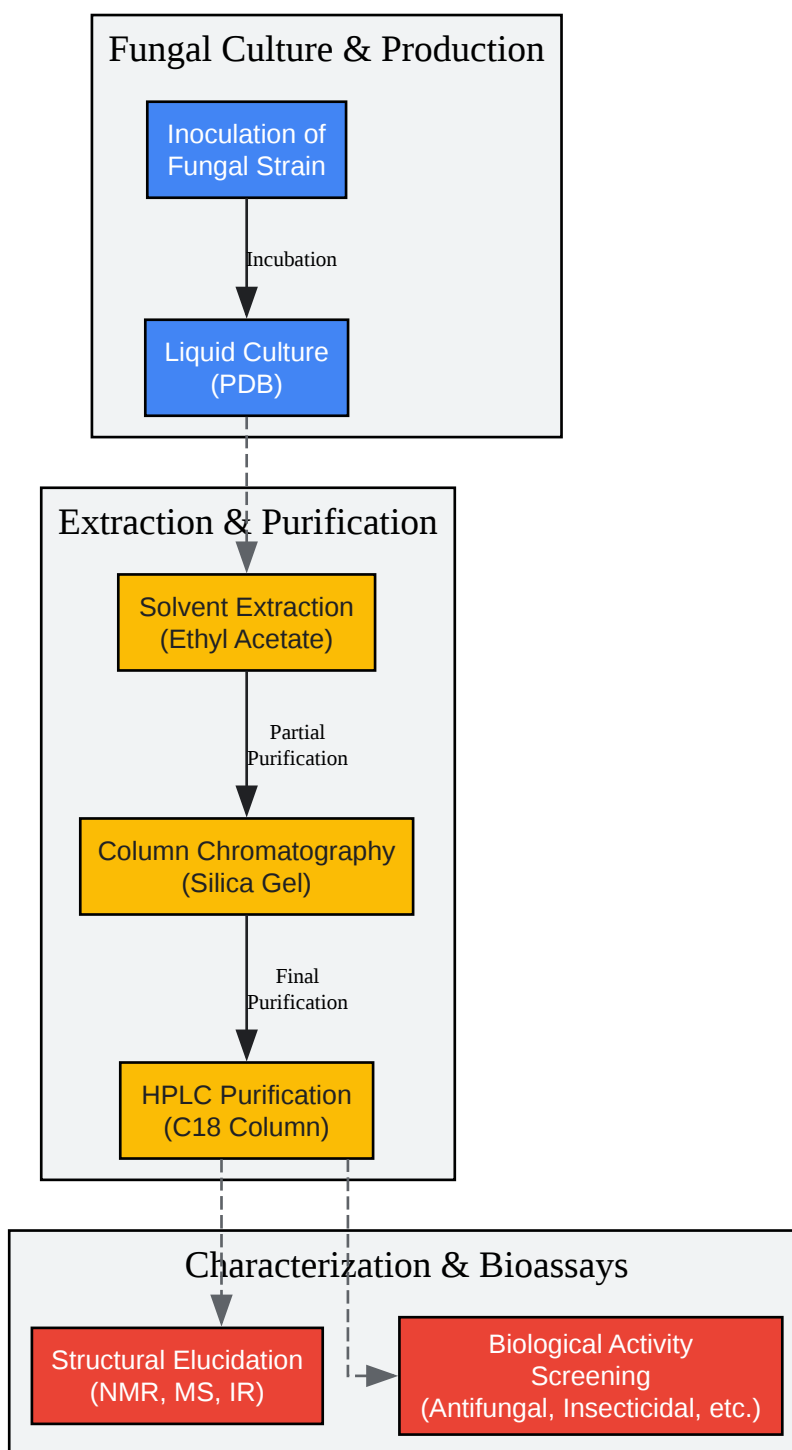 Fungal Culture & Production
Inoculation of
Fungal Strain
Incubation
Liquid Culture
(PDB)
Extraction & Purification
Solvent Extraction
(Ethyl Acetate)
Partial
Purification
Column Chromatography
(Silica Gel)
Final
Purification
HPLC Purification
(C18 Column)
Characterization & Bioassays
Structural Elucidation
(NMR, MS, IR)
Biological Activity
Screening
(Antifungal, Insecticidal, etc.)